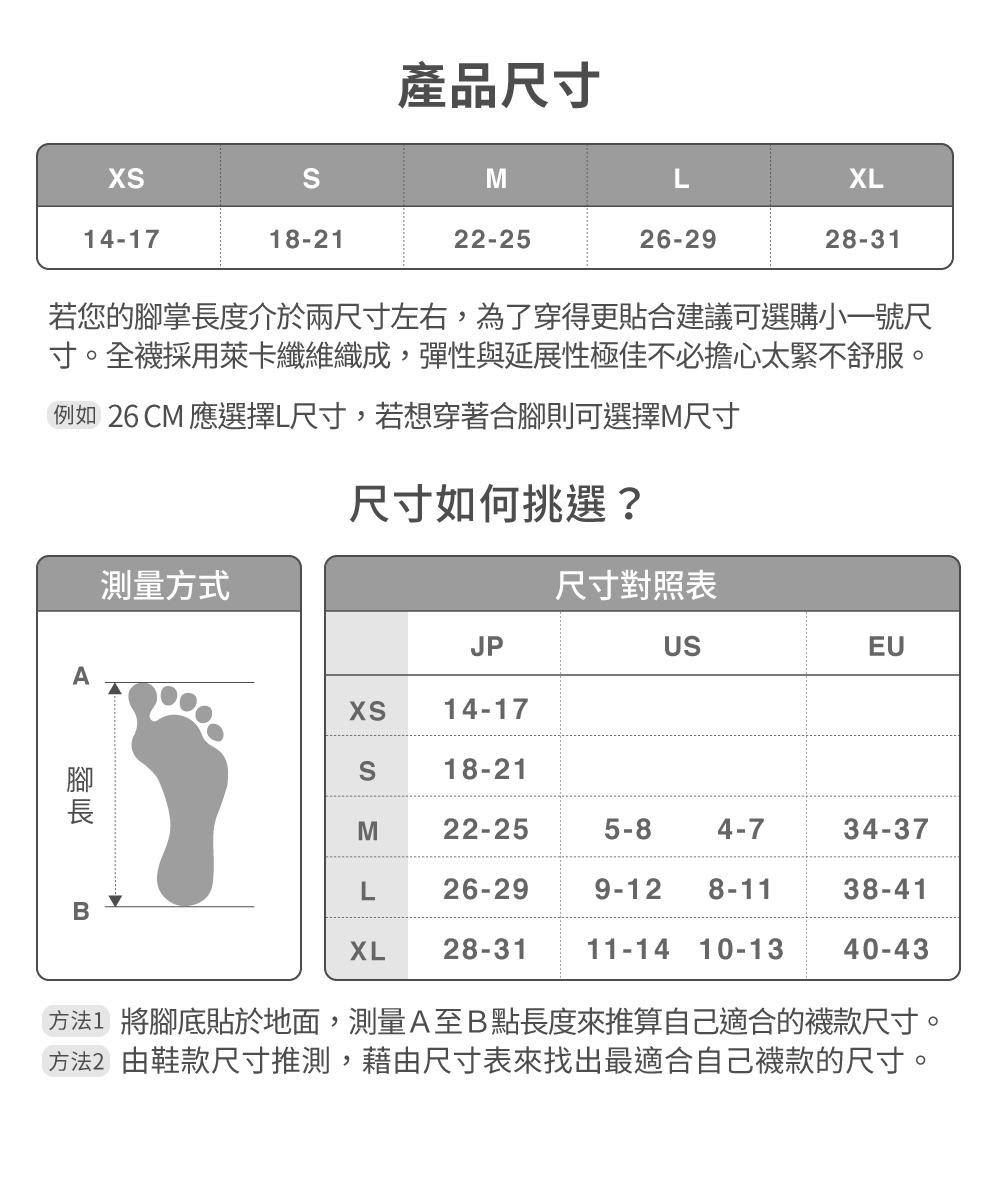 產品尺寸
XS S M L XL
14-17 18-21 22-25 26-29 28-31
若您的腳掌長度介於兩尺寸左右，為了穿得更貼合建議可選購小一號尺
寸。全襪採用萊卡纖維織成，彈性與延展性極佳不必擔心太緊不舒服。
例如 26 CM 應選擇L尺寸，若想穿著合腳則可選擇M尺寸
尺寸如何挑選？
測量方式
A
腳
長
B
尺寸對照表
JP US EU
XS 14-17
S 18-21
M 22-25 5-8 4-7 34-37
L 26-29 9-12 8-11 38-41
XL 28-31 11-14 10-13 40-43
方法1 將腳底貼於地面，測量A至B點長度來推算自己適合的襪款尺寸。
方法2 由鞋款尺寸推測，藉由尺寸表來找出最適合自己襪款的尺寸。